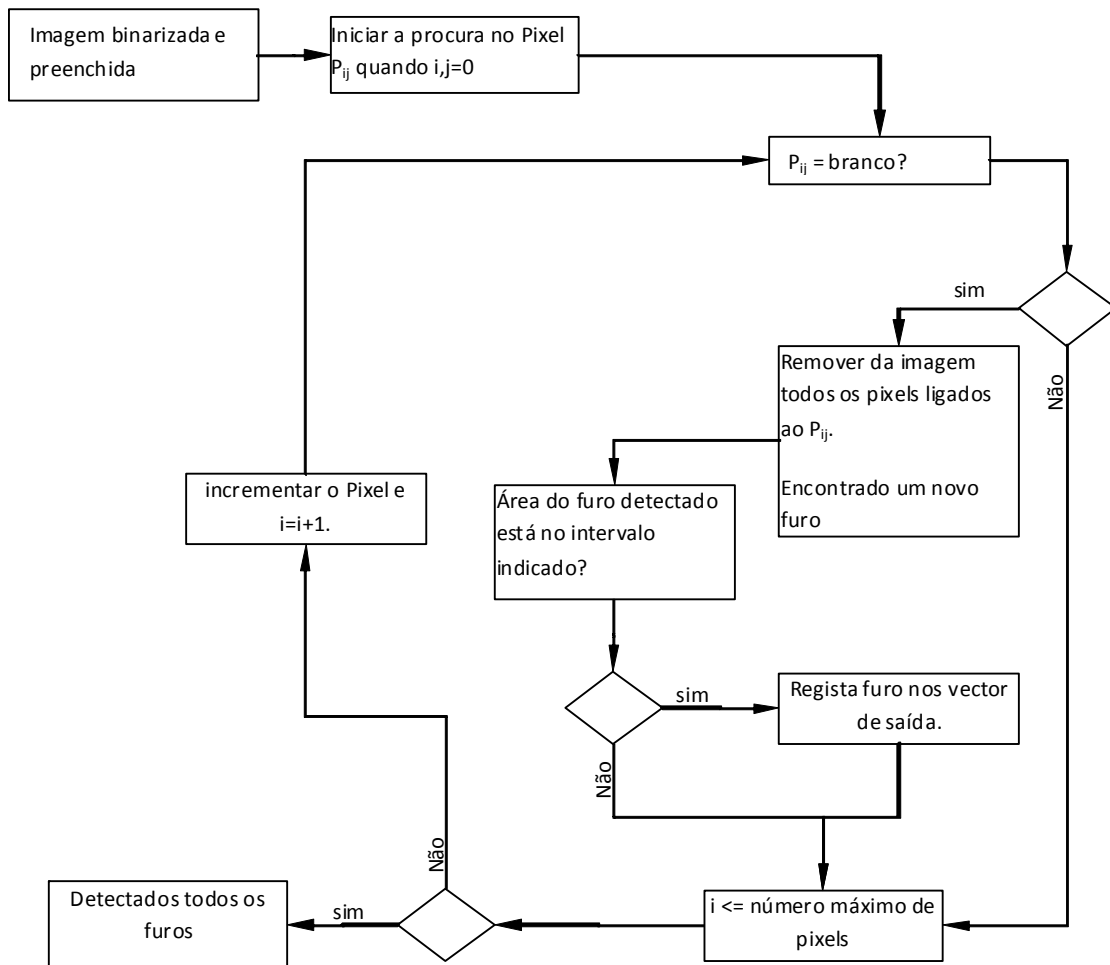 Imagem binarizada e
preenchida
Iniciar a procura no Pixel
Pij quando i,j=0
Pij = branco?
sim
Não
Remover da imagem
todos os pixels ligados
ao Pij.
Encontrado um novo
furo
incrementar o Pixel e
i=i+1.
Área do furo detectado
está no intervalo
indicado?
sim
Não
Regista furo nos vector
de saída.
Não
sim
Detectados todos os
furos
i <= número máximo de
pixels